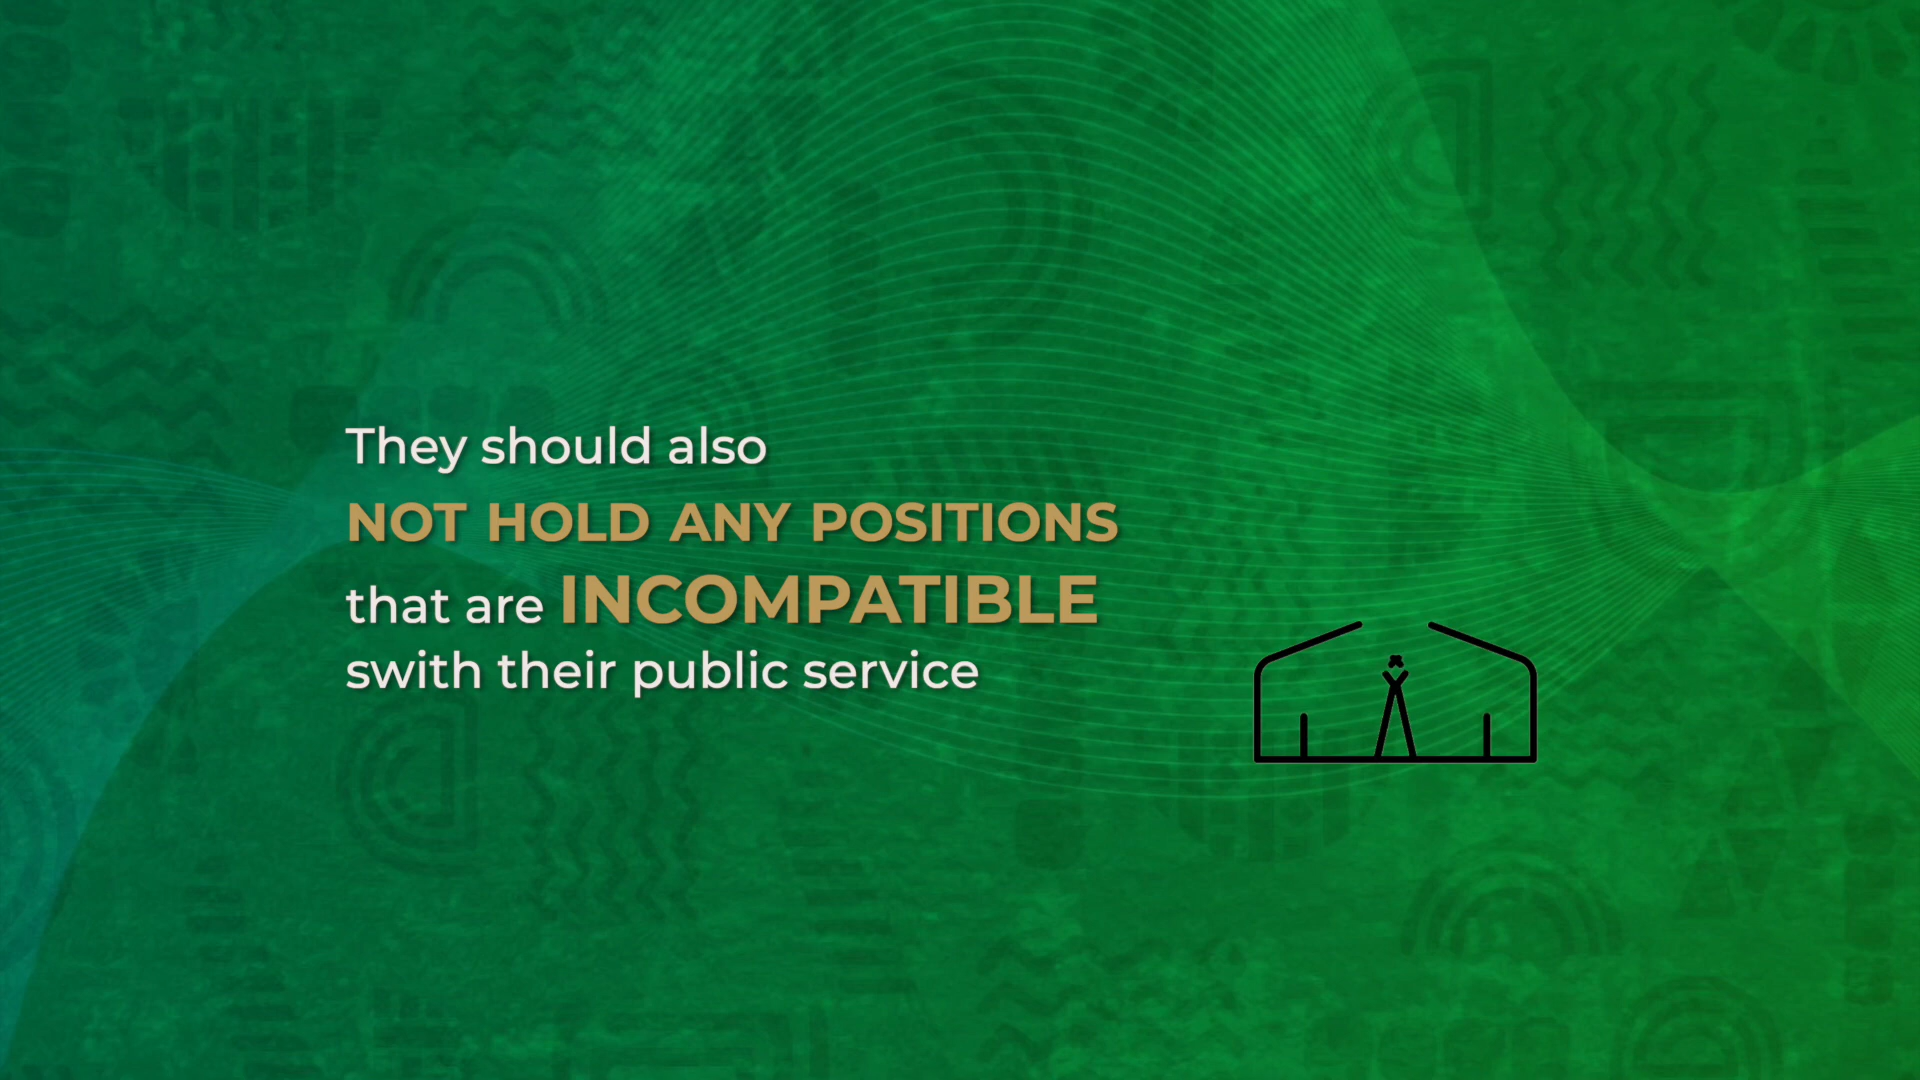 They should also
NOT HOLD ANY POSITIONS
that are INCOMPATIBLE
swith their public service